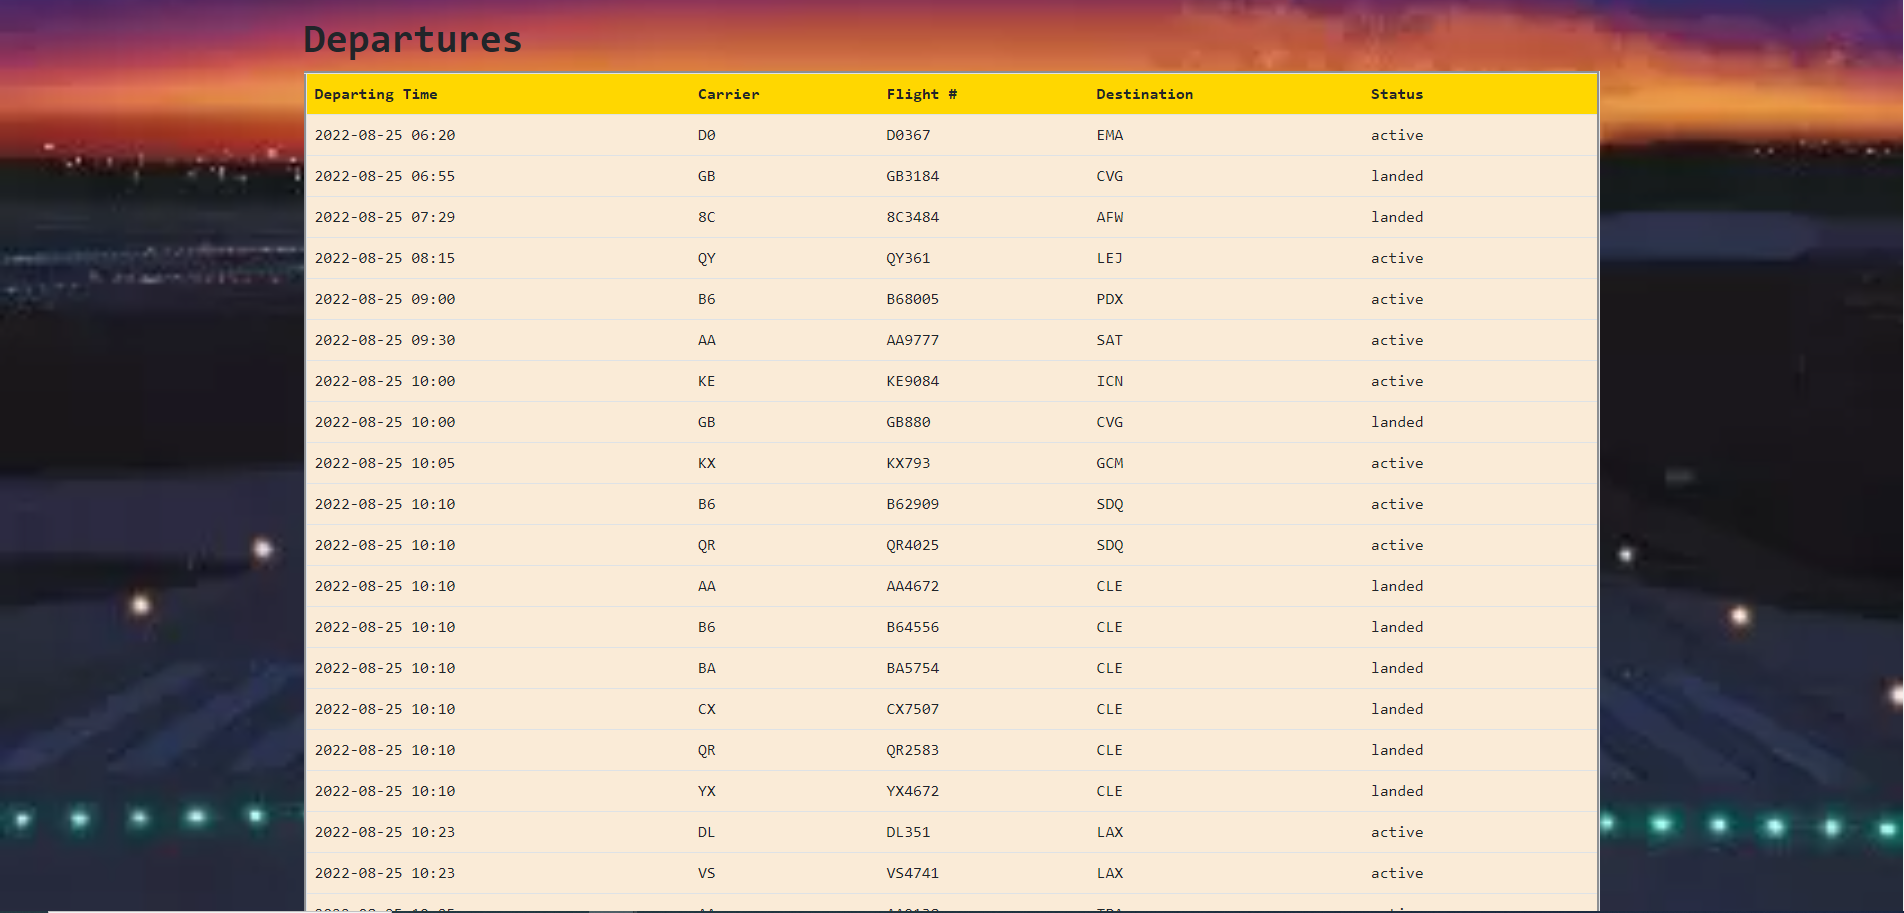 Departures
Departing Time Carrier Flight # Destination Status
2022-08-25 06:20 D0 D0367 EMA active
2022-08-25 06:55 GB GB3184 CVG landed
2022-08-25 07:29 8C 8C3484 AFW landed
2022-08-25 08:15 QY QY361 LEJ active
2022-08-25 09:00 B6 B68005 PDX active
2022-08-25 09:30 AA AA9777 SAT active
2022-08-25 10:00 KE KE9084 ICN active
2022-08-25 10:00 GB GB880 CVG landed
2022-08-25 10:05 KX KX793 GCM active
2022-08-25 10:10 B6 B62909 SDQ active
2022-08-25 10:10 QR QR4025 SDQ active
2022-08-25 10:10 AA AA4672 CLE landed
2022-08-25 10:10 B6 B64556 CLE landed
2022-08-25 10:10 BA BA5754 CLE landed
2022-08-25 10:10 CX CX7507 CLE landed
2022-08-25 10:10 QR QR2583 CLE landed
2022-08-25 10:10 YX YX4672 CLE landed
2022-08-25 10:23 DL DL351 LAX active
2022-08-25 10:23 VS VS4741 LAX active